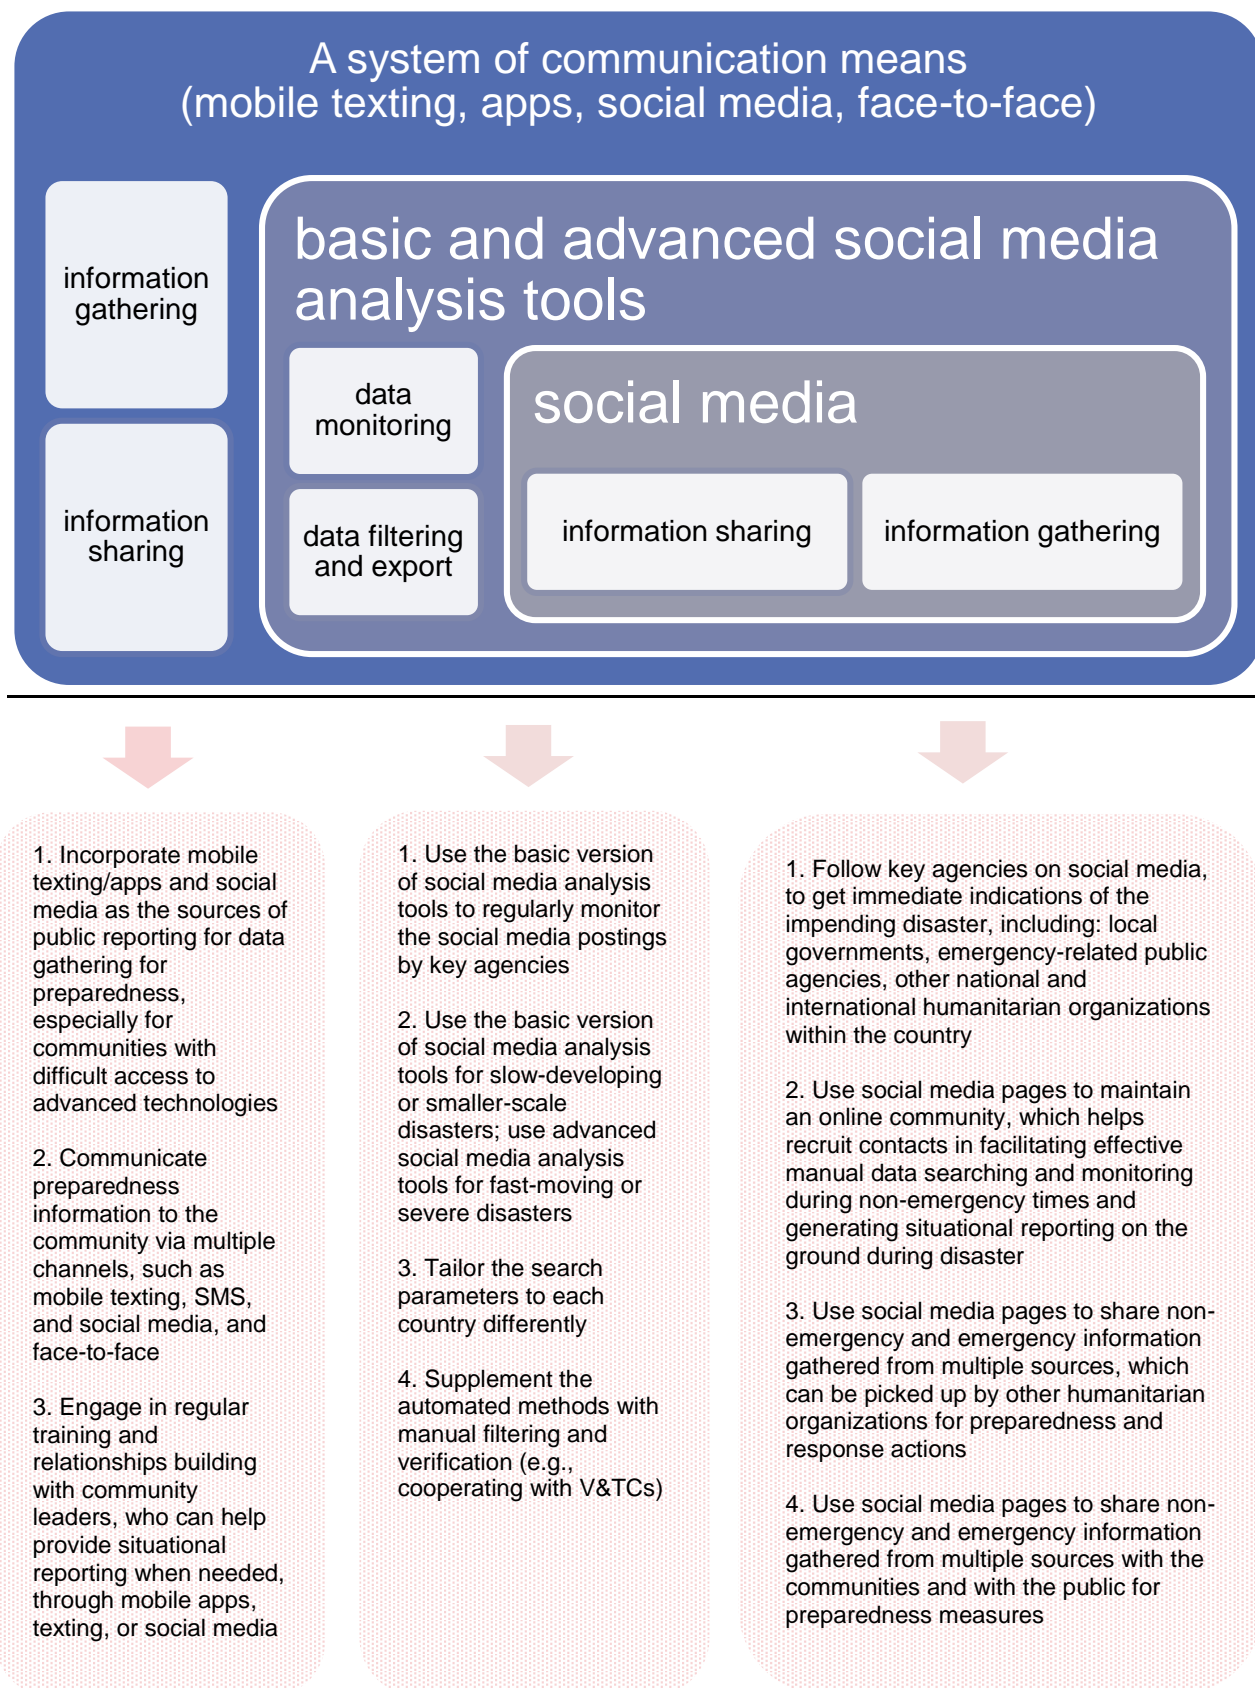 A system of communication means
(mobile texting, apps, social media, face-to-face)
information
gathering
information
sharing
basic and advanced social media
analysis tools
data
monitoring
data filtering
and export
social media
information sharing
information gathering
1. Incorporate mobile
texting/apps and social
media as the sources of
public reporting for data
gathering for
preparedness,
especially for
communities with
difficult access to
advanced technologies
2. Communicate
preparedness
information to the
community via multiple
channels, such as
mobile texting, SMS,
and social media, and
face-to-face
3. Engage in regular
training and
relationships building
with community
leaders, who can help
provide situational
reporting when needed,
through mobile apps,
texting, or social media
1. Use the basic version
of social media analysis
tools to regularly monitor
the social media postings
by key agencies
2. Use the basic version
of social media analysis
tools for slow-developing
or smaller-scale
disasters; use advanced
social media analysis
tools for fast-moving or
severe disasters
3. Tailor the search
parameters to each
country differently
4. Supplement the
automated methods with
manual filtering and
verification (e.g.,
cooperating with V&TCs)
1. Follow key agencies on social media,
to get immediate indications of the
impending disaster, including: local
governments, emergency-related public
agencies, other national and
international humanitarian organizations
within the country
2. Use social media pages to maintain
an online community, which helps
recruit contacts in facilitating effective
manual data searching and monitoring
during non-emergency times and
generating situational reporting on the
ground during disaster
3. Use social media pages to share non-
emergency and emergency information
gathered from multiple sources, which
can be picked up by other humanitarian
organizations for preparedness and
response actions
4. Use social media pages to share non-
emergency and emergency information
gathered from multiple sources with the
communities and with the public for
preparedness measures